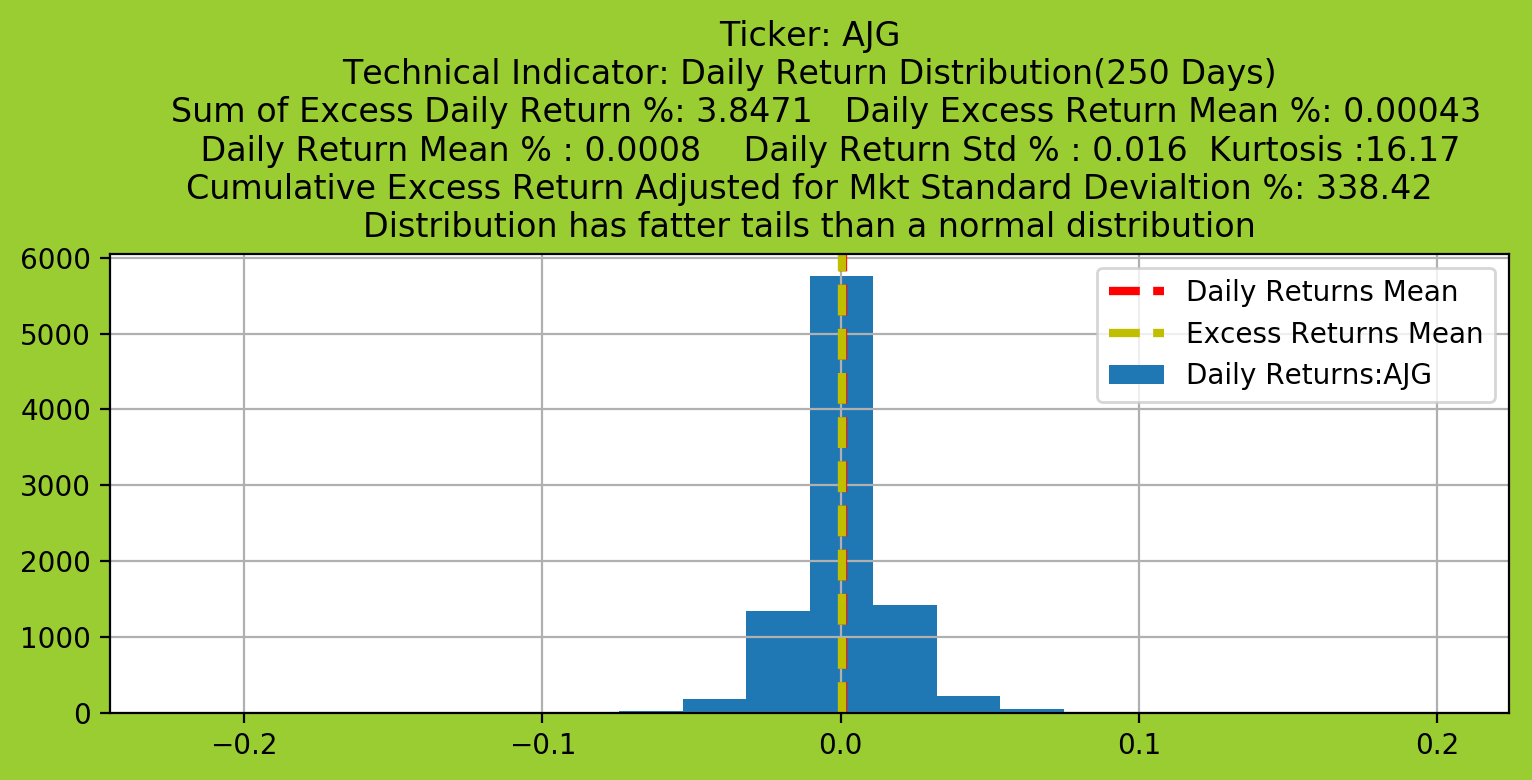 Ticker: AJG
Technical Indicator: Daily Return Distribution(250 Days)
Sum of Excess Daily Return %: 3.8471   Daily Excess Return Mean %: 0.00043
Daily Return Mean % : 0.0008    Daily Return Std % : 0.016  Kurtosis :16.17
Cumulative Excess Return Adjusted for Mkt Standard Devialtion %: 338.42
Distribution has fatter tails than a normal distribution
6000
5000
4000
3000
2000
1000
0
Daily Returns Mean
Excess Returns Mean
Daily Returns:AJG
−0.2 −0.1 0.0 0.1 0.2